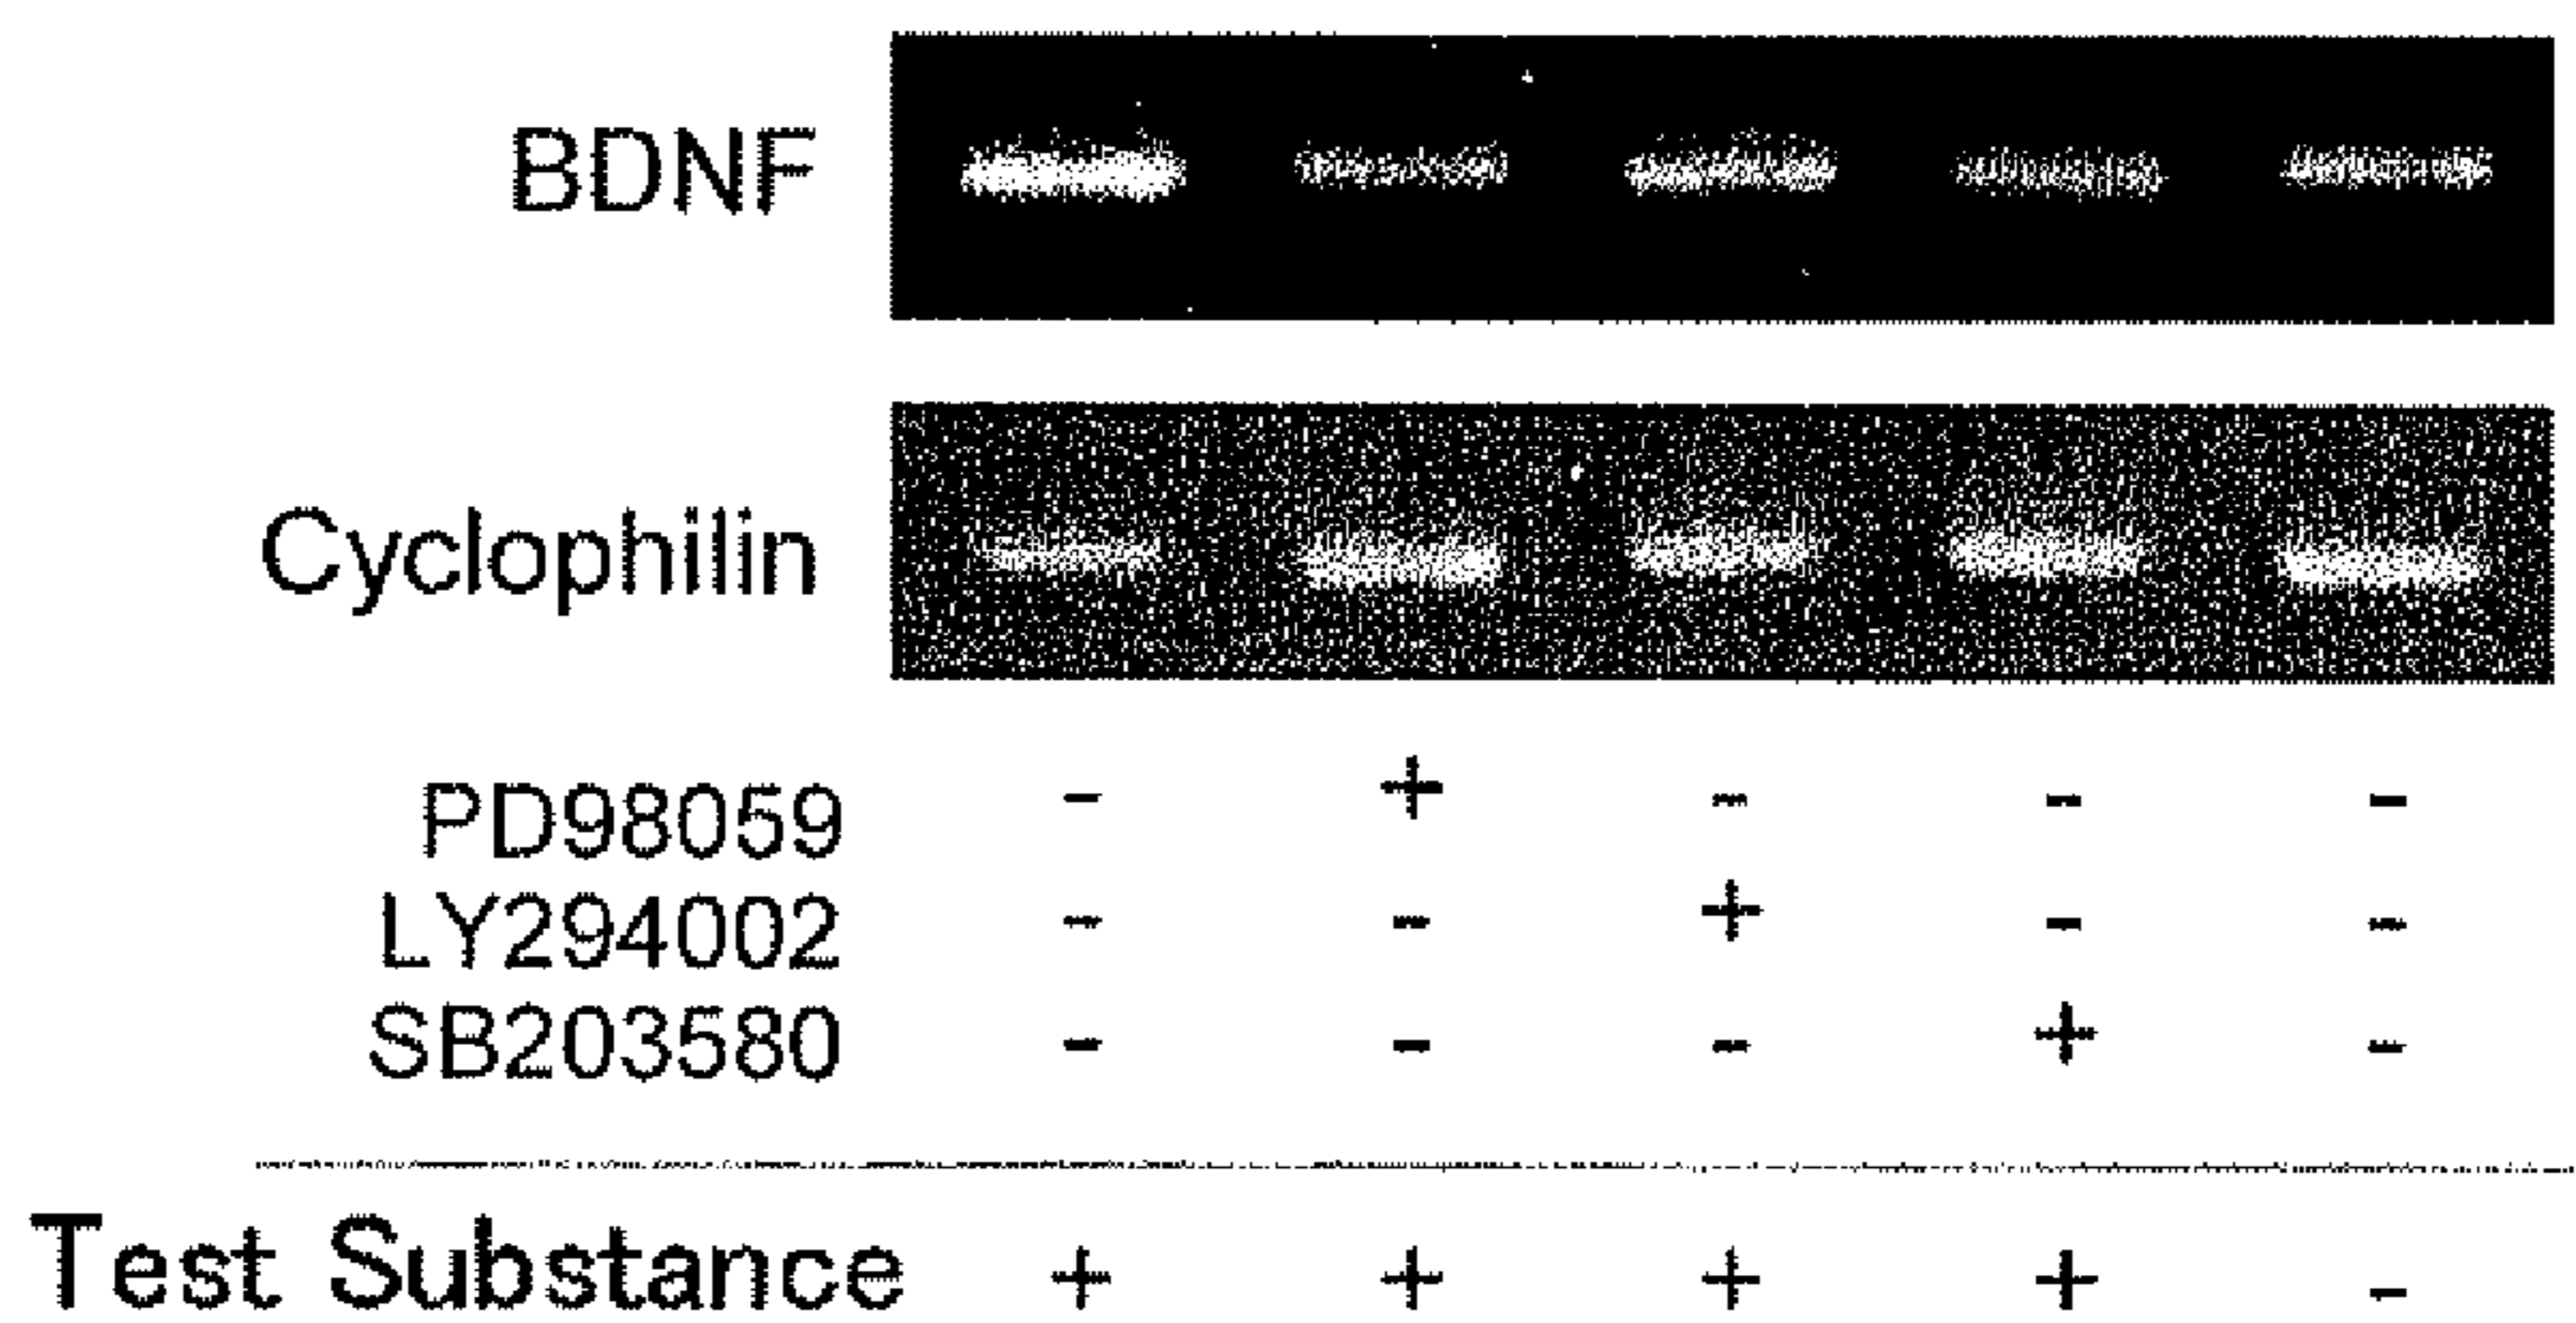 BDNF
Cyclophilin
PD98059 - + - - -
LY294002 - - + - -
SB203580 - - - + -
Test Substance + + + + -